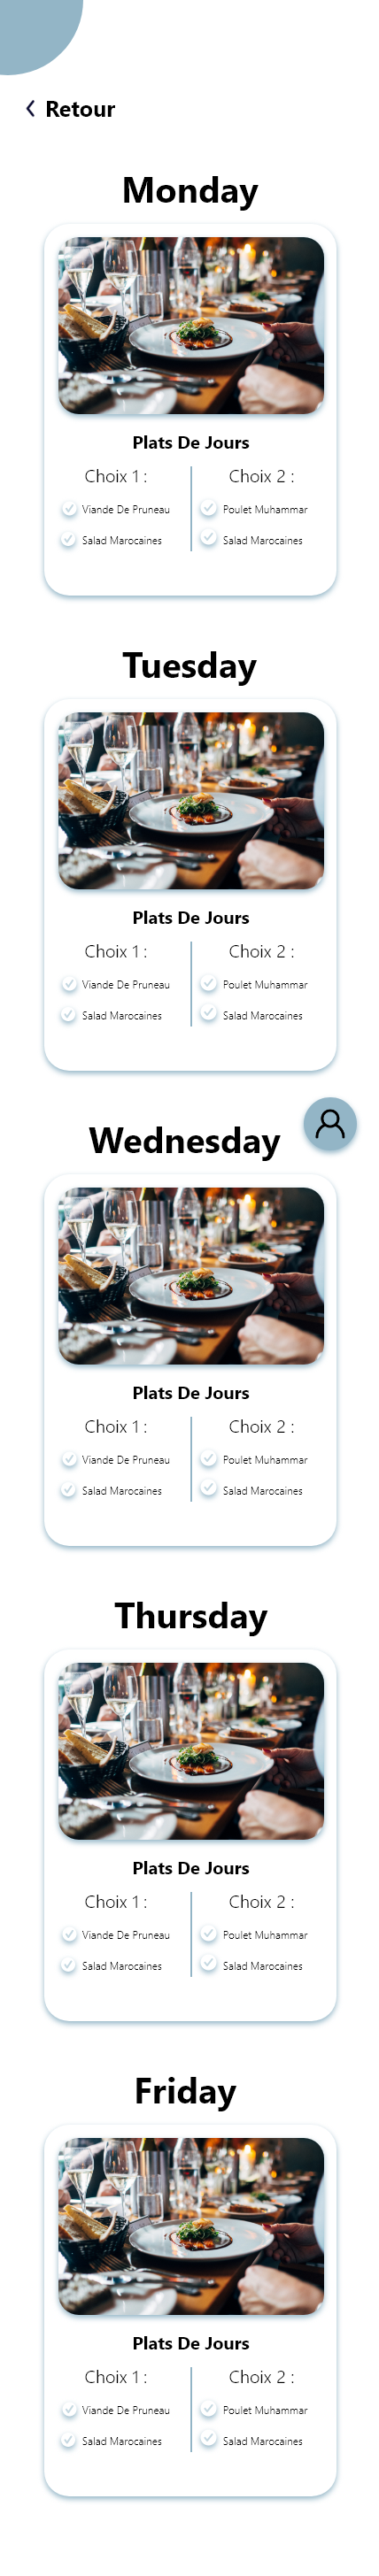 Retour
Monday
Plats De Jours
Choix 1 :
Choix 2 :
Viande De Pruneau
Poulet Muhammar
Salad Marocaines
Salad Marocaines
Tuesday
Plats De Jours
Choix 1 :
Choix 2 :
Viande De Pruneau
Poulet Muhammar
Salad Marocaines
Salad Marocaines
Wednesday
Plats De Jours
Choix 1 :
Choix 2 :
Viande De Pruneau
Poulet Muhammar
Salad Marocaines
Salad Marocaines
Thursday
Plats De Jours
Choix 1 :
Choix 2 :
Viande De Pruneau
Poulet Muhammar
Salad Marocaines
Salad Marocaines
Friday
Plats De Jours
Choix 1 :
Choix 2 :
Viande De Pruneau
Poulet Muhammar
Salad Marocaines
Salad Marocaines